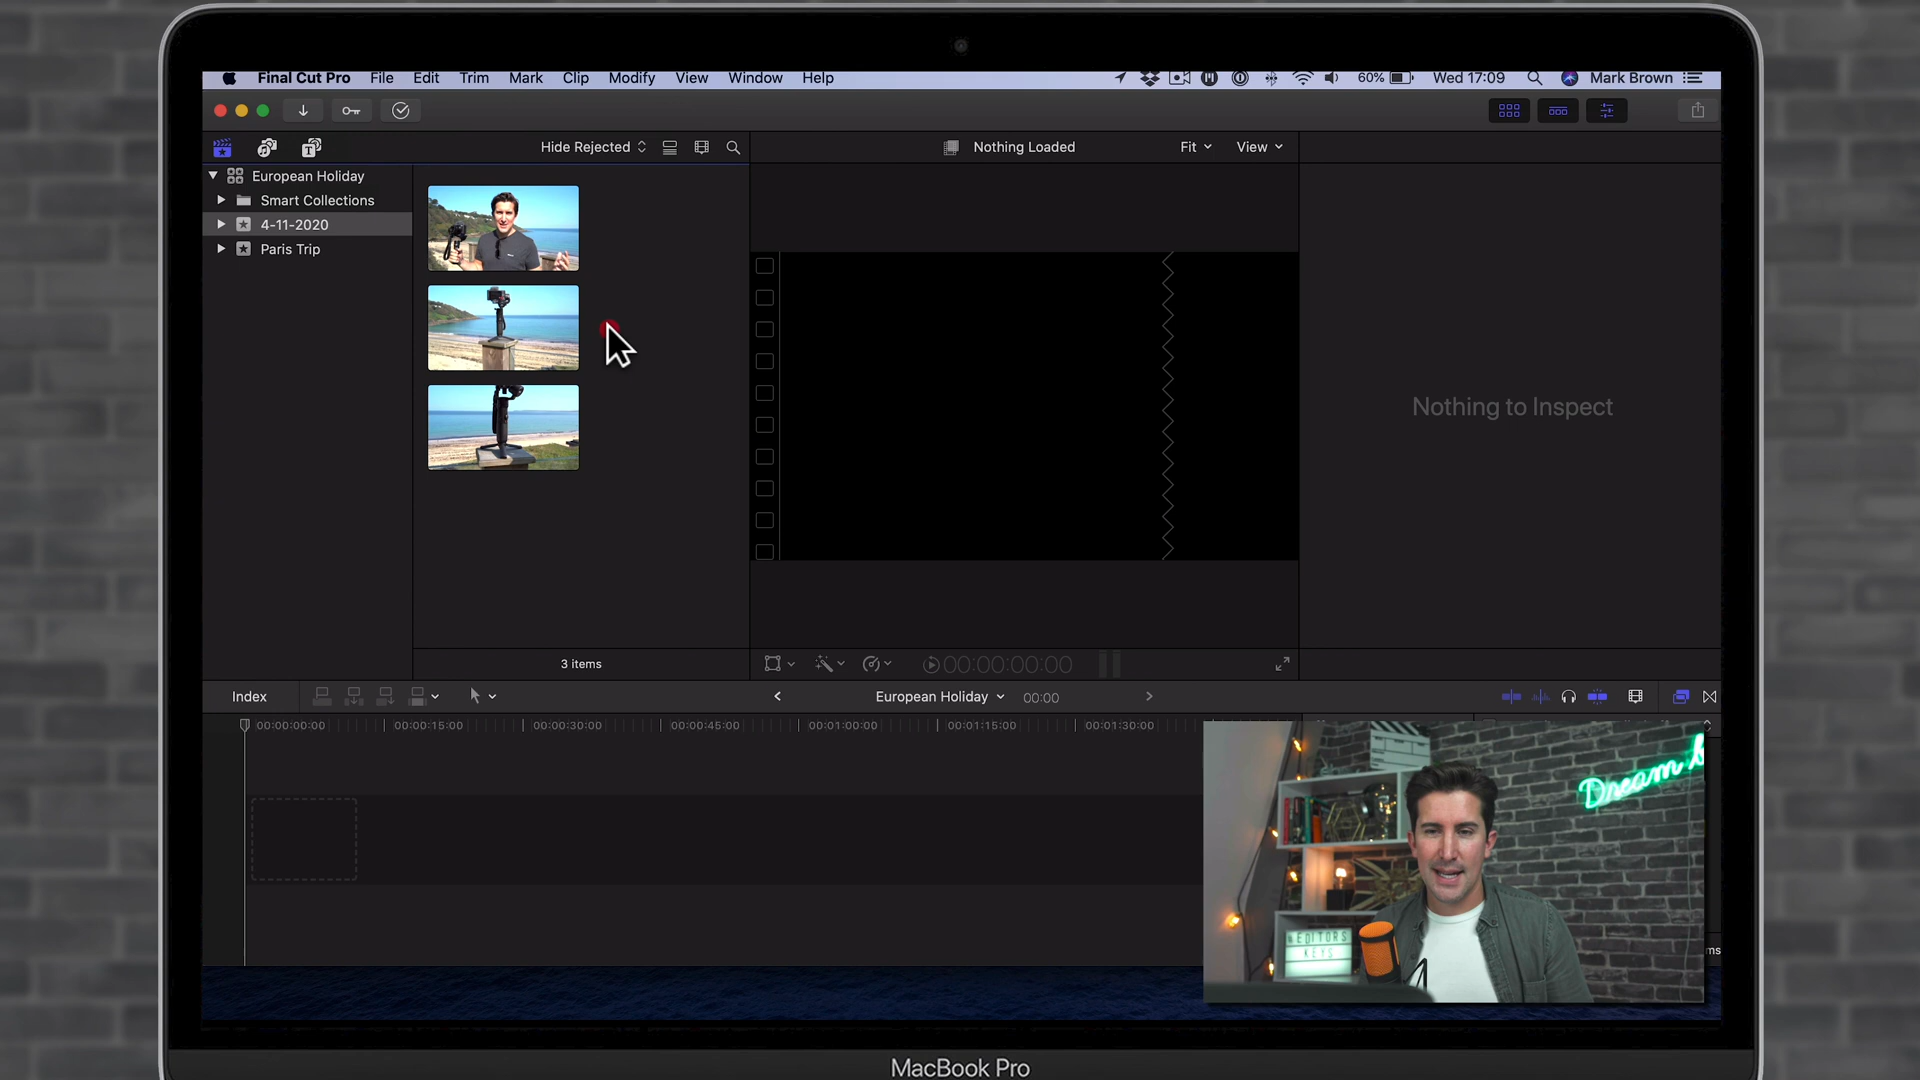 Final Cut Pro File Edit Trim Mark Clip Modify View Window Help 60% Wed 17:09 Mark Brown
Hide Rejected Nothing Loaded Fit View
European Holiday
Smart Collections
4-11-2020
Paris Trip
Nothing to Inspect
3 items 00:00:00:00
Index European Holiday 00:00
00:00:00:00 00:00:15:00 00:00:30:00 00:00:45:00 00:01:00:00 00:01:15:00 00:01:30:00
Dream
EDITORS
KEYS
MacBook Pro